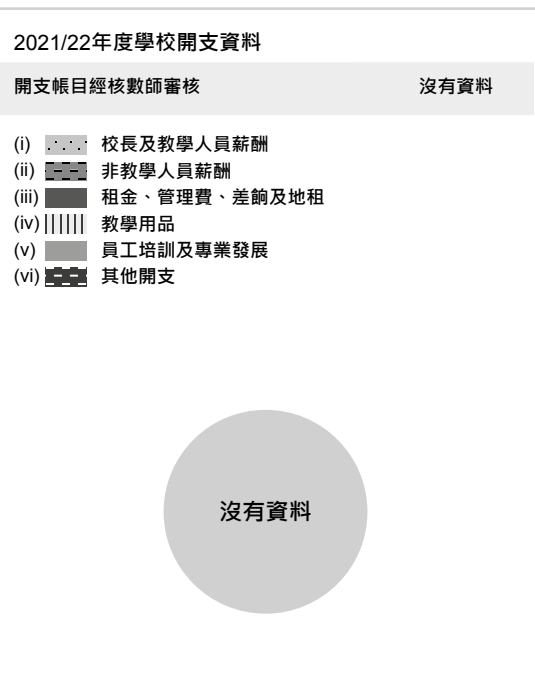 2021/22年度學校開支資料
開支帳目經核數師審核 沒有資料
(i) 校長及教學人員薪酬
(ii) 非教學人員薪酬
(iii) 租金、管理費、差餉及地租
(iv) 教學用品
(v) 員工培訓及專業發展
(vi) 其他開支
沒有資料